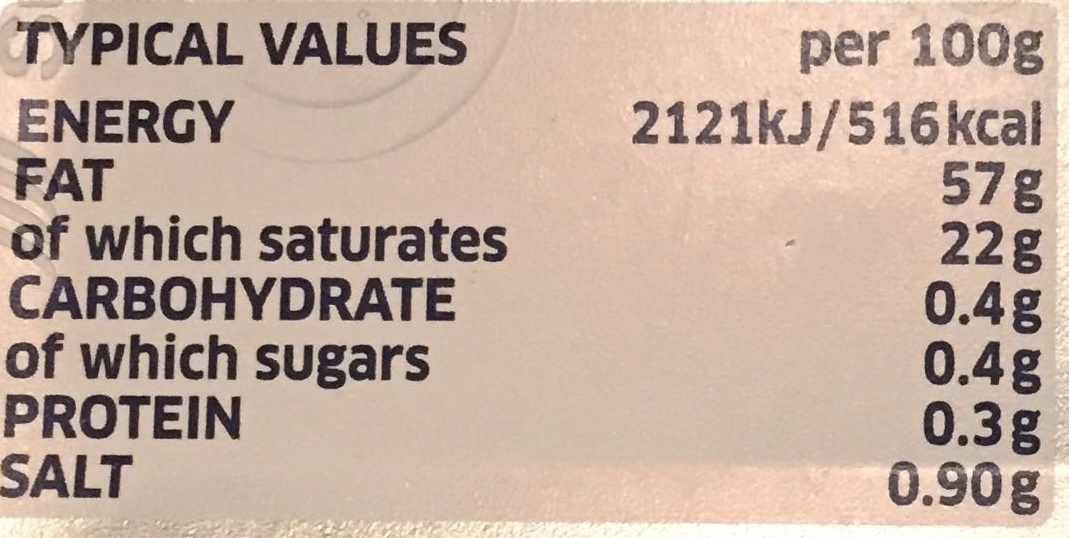 TYPICAL VALUES per 100g
ENERGY 2121kJ/516kcal
FAT 57g
of which saturates 22g
CARBOHYDRATE 0.4g
of which sugars 0.4g
PROTEIN 0.3g
SALT 0.90g